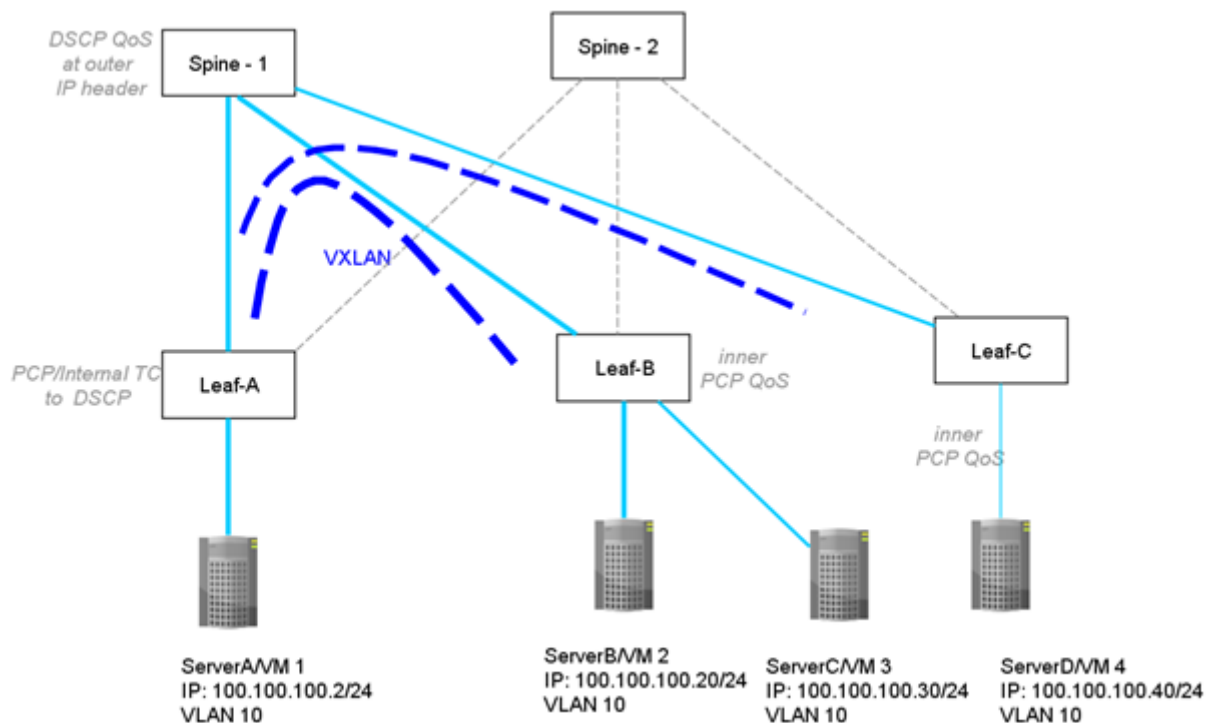 DSCP QoS
at outer
IP header
Spine - 1
Spine - 2
VXLAN
PCP/Internal TC
to DSCP
Leaf-A
Leaf-B
inner
PCP QoS
Leaf-C
inner
PCP QoS
ServerA/VM 1
IP: 100.100.100.2/24
VLAN 10
ServerB/VM 2
IP: 100.100.100.20/24
VLAN 10
ServerC/VM 3
IP: 100.100.100.30/24
VLAN 10
ServerD/VM 4
IP: 100.100.100.40/24
VLAN 10